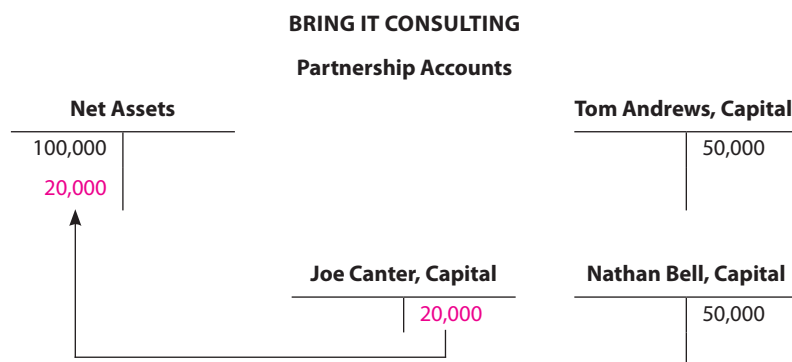 BRING IT CONSULTING
Partnership Accounts
Net Assets
Tom Andrews, Capital
100,000
50,000
20,000
Joe Canter, Capital
Nathan Bell, Capital
20,000
50,000